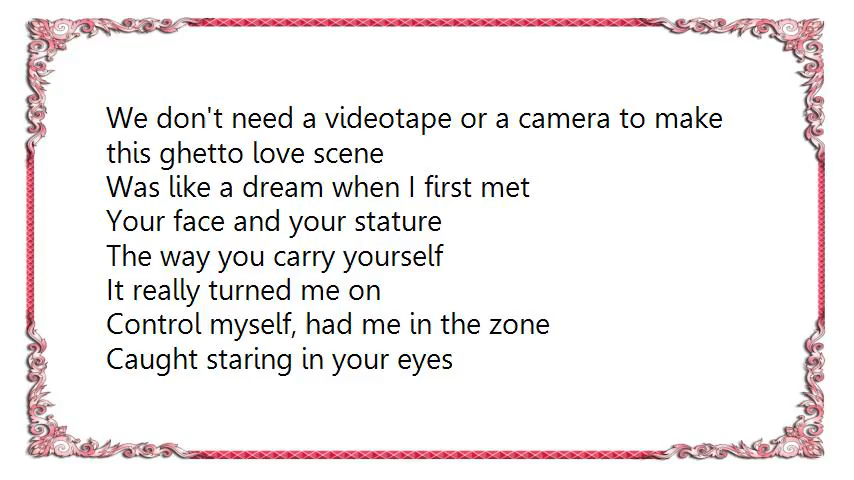 We don't need a videotape or a camera to make
this ghetto love scene
Was like a dream when I first met
Your face and your stature
The way you carry yourself
It really turned me on
Control myself, had me in the zone
Caught staring in your eyes